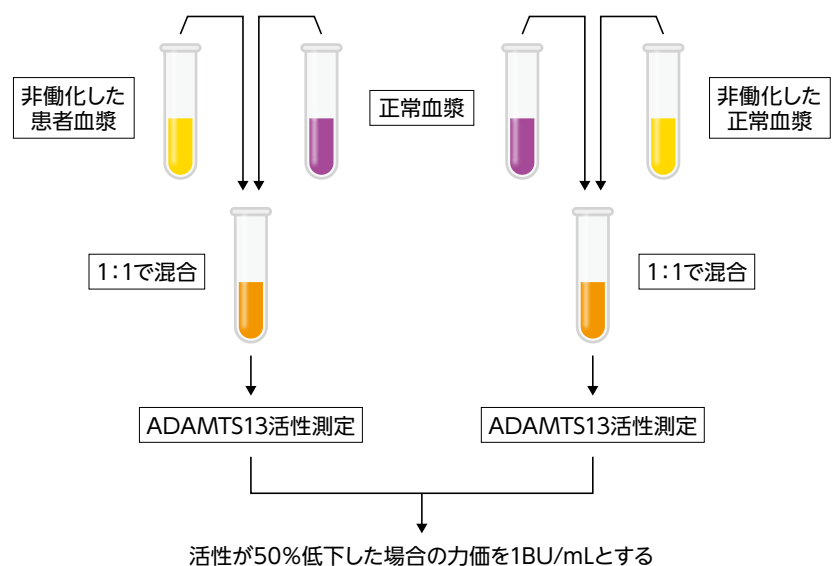 非働化した
患者血漿
正常血漿
非働化した
正常血漿
1:1で混合
1:1で混合
ADAMTS13活性測定
ADAMTS13活性測定
活性が50%低下した場合の力価を1BU/mLとする